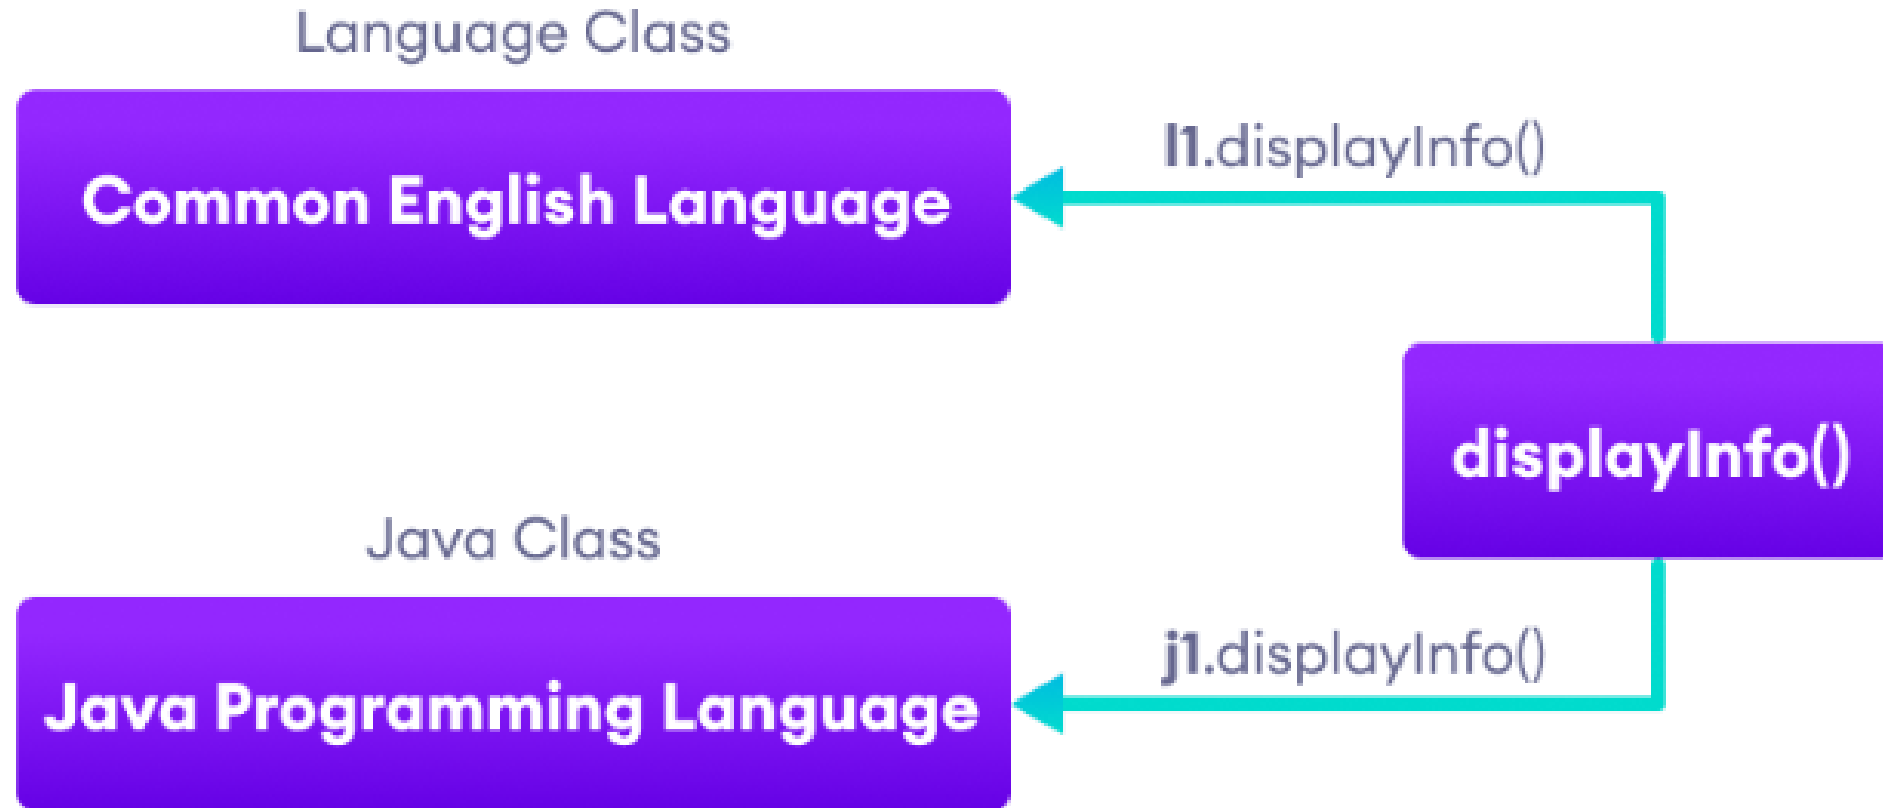 Language Class
Common English Language
l1.displayInfo()
displayInfo()
Java Class
Java Programming Language
j1.displayInfo()